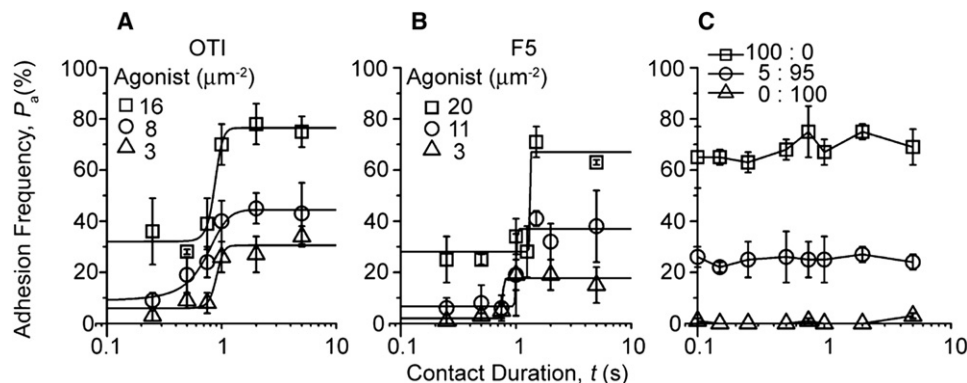 A
OTI
Agonist (μm-2)
□ 16
○ 8
△ 3
B
F5
Agonist (μm-2)
□ 20
○ 11
△ 3
C
100 : 0
5 : 95
0 : 100
Adhesion Frequency, Pa(%)
100
80
60
40
20
0
0.1 1 10
100
80
60
40
20
0
0.1 1 10
100
80
60
40
20
0
0.1 1 10
Contact Duration, t (s)